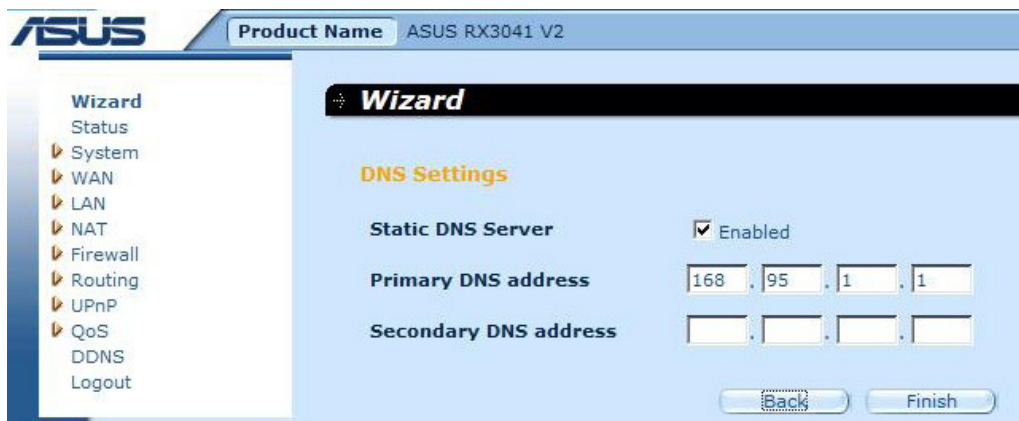 ASUS
Product Name ASUS RX3041 V2
Wizard
Status
System
WAN
LAN
NAT
Firewall
Routing
UPnP
QoS
DDNS
Logout
Wizard
DNS Settings
Static DNS Server Enabled
Primary DNS address 168 . 95 . 1 . 1
Secondary DNS address . . .
Back Finish